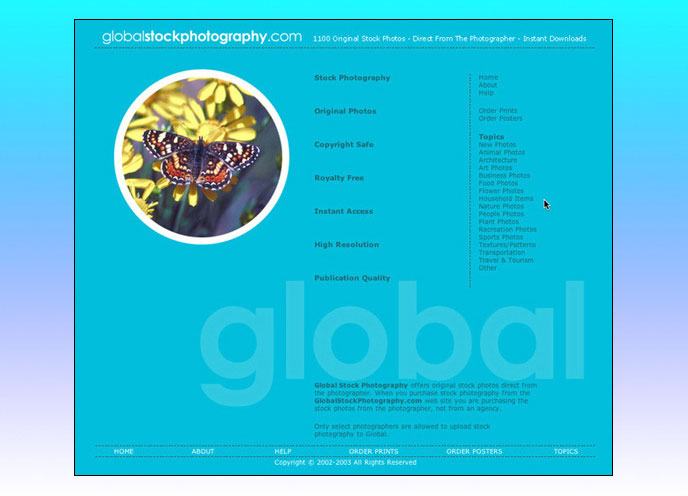 globalstockphotography.com
1100 Original Stock Photos - Direct From The Photographer - Instant Downloads
Stock Photography
Original Photos
Copyright Safe
Royalty Free
Instant Access
High Resolution
Publication Quality
Home
About
Help
Order Prints
Order Posters
Topics
New Photos
Animal Photos
Architecture
Art Photos
Business Photos
Food Photos
Flower Photos
Household Items
Nature Photos
People Photos
Plant Photos
Recreation Photos
Sports Photos
Textures/Patterns
Transportation
Travel & Tourism
Other
global
Global Stock Photography offers original stock photos direct from
the photographer. When you purchase stock photography from the
GlobalStockPhotography.com web site you are purchasing the
stock photos from the photographer, not from an agency.
Only select photographers are allowed to upload stock
photography to Global.
HOME ABOUT HELP ORDER PRINTS ORDER POSTERS TOPICS
Copyright © 2002-2003 All Rights Reserved